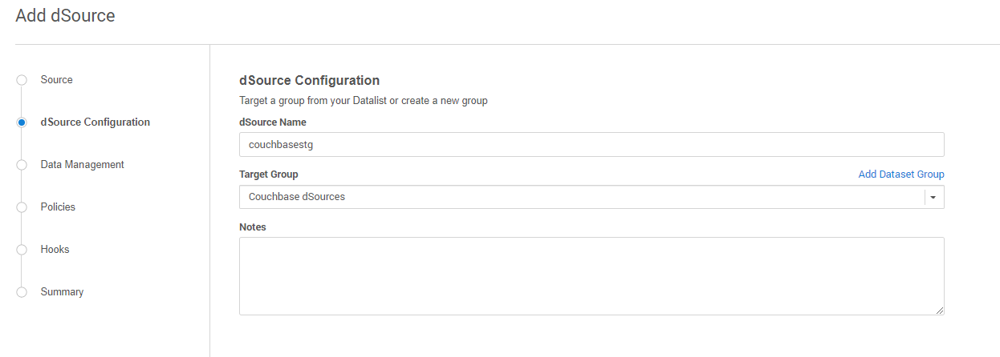 Add dSource
Source
dSource Configuration
Data Management
Policies
Hooks
Summary
dSource Configuration
Target a group from your Datalist or create a new group
dSource Name
couchbasestg
Target Group Add Dataset Group
Couchbase dSources
Notes